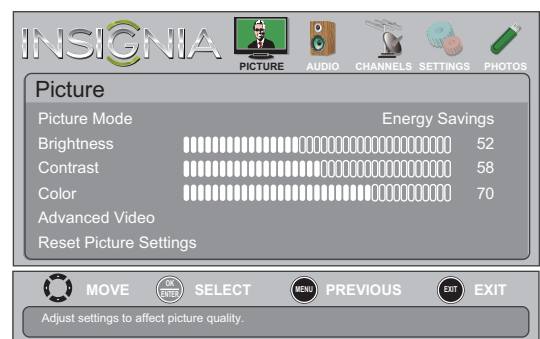 INSIGNIA
PICTURE AUDIO CHANNELS SETTINGS PHOTOS
Picture
Picture Mode Energy Savings
Brightness 52
Contrast 58
Color 70
Advanced Video
Reset Picture Settings
MOVE OK ENTER SELECT MENU PREVIOUS EXIT EXIT
Adjust settings to affect picture quality.